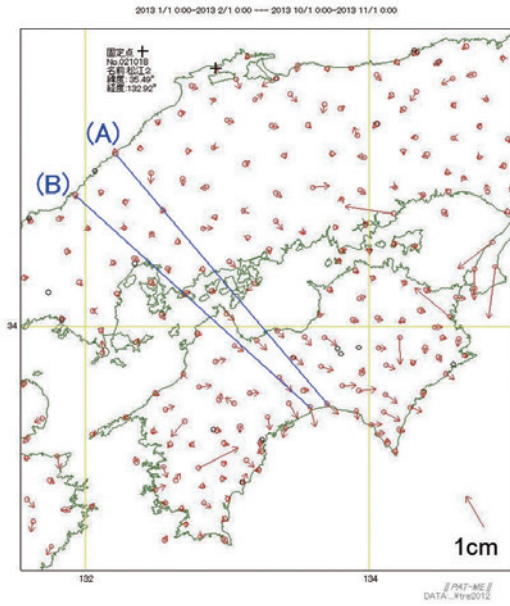 2013 1/1 0:00-2013 2/1 0:00 --- 2013 10/1 0:00-2013 11/1 0:00
固定点 +
No.021018
名前:松江2
緯度:35.49°
経度:132.92°
(A)
(B)
34
1cm
132
134
[[PAT-ME]]
DATA:..¥tre2012